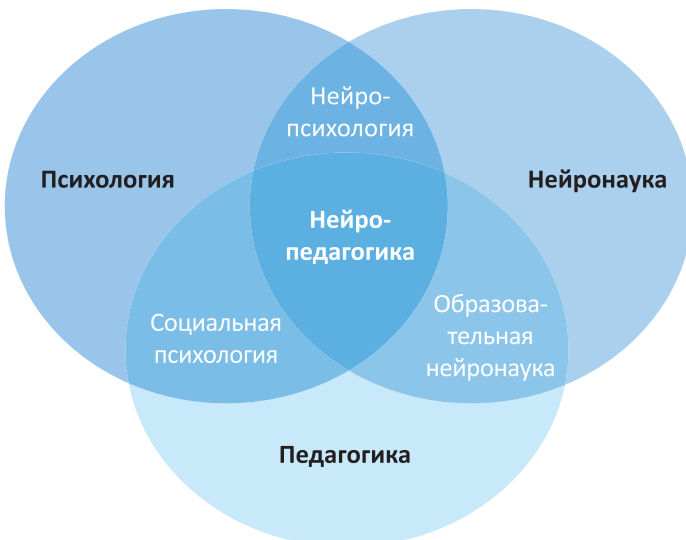 Нейро-
психология
Психология
Нейронаука
Нейро-
педагогика
Социальная
психология
Образова-
тельная
нейронаука
Педагогика